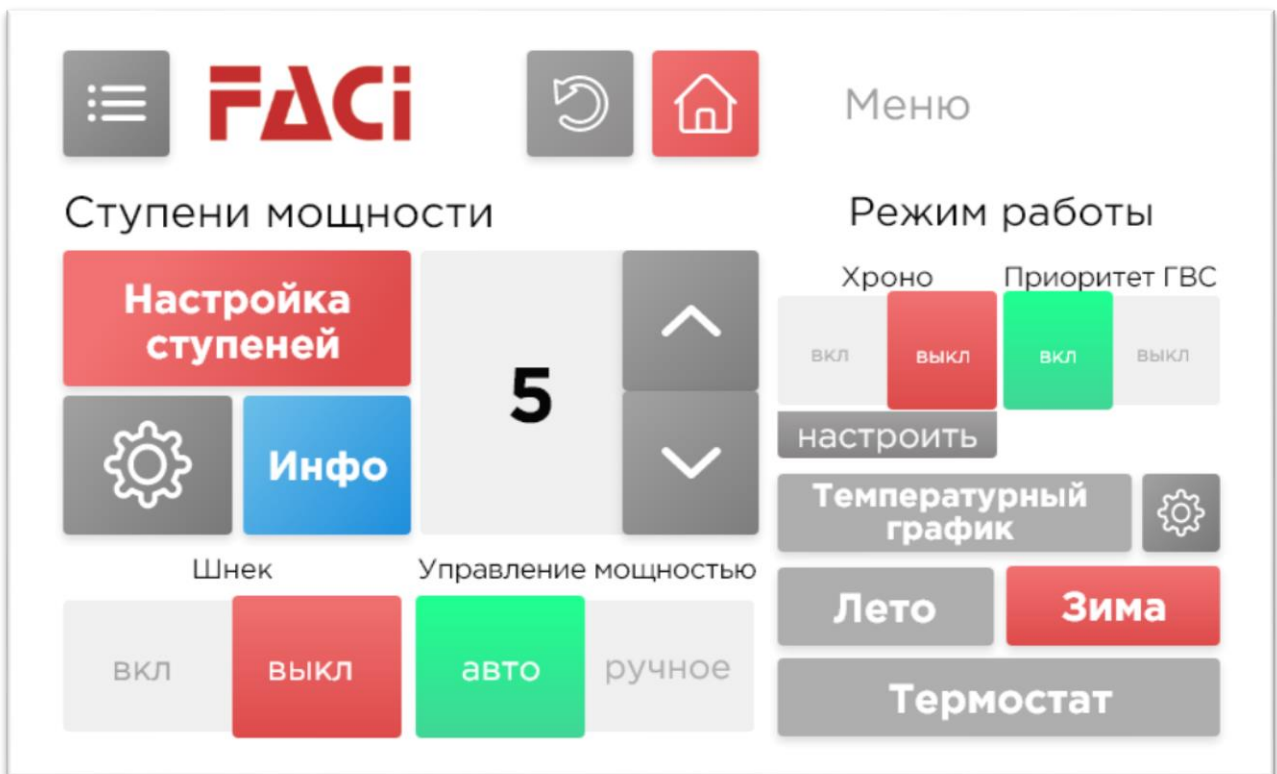 FACi
Меню
Ступени мощности
Режим работы
Настройка
ступеней
5
Хроно
Приоритет ГВС
вкл
выкл
вкл
выкл
настроить
Инфо
Температурный
график
Шнек
Управление мощностью
Лето
Зима
вкл
выкл
авто
ручное
Термостат